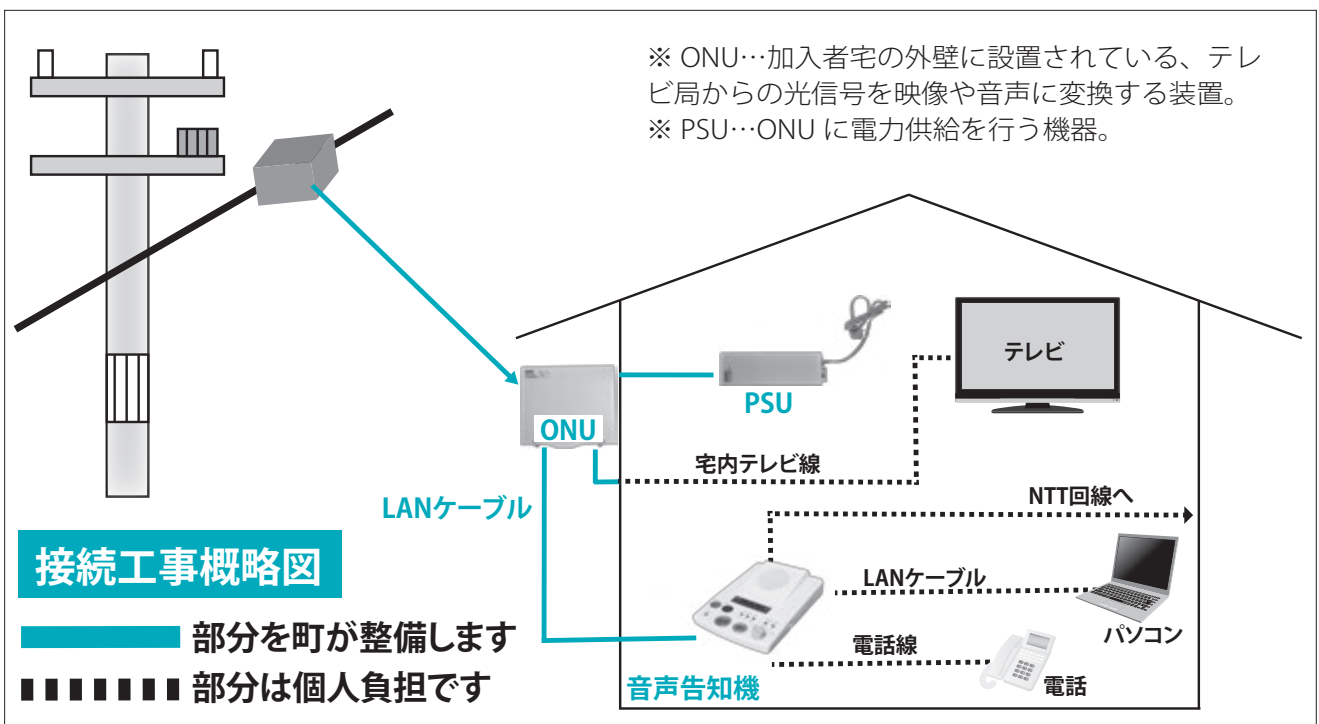 ※ ONU…加入者宅の外壁に設置されている、テレ
ビ局からの光信号を映像や音声に変換する装置。
※ PSU…ONU に電力供給を行う機器。
テレビ
PSU
ONU
宅内テレビ線
LANケーブル
NTT回線へ
接続工事概略図
LANケーブル
パソコン
部分を町が整備します
電話線
部分は個人負担です
音声告知機
電話